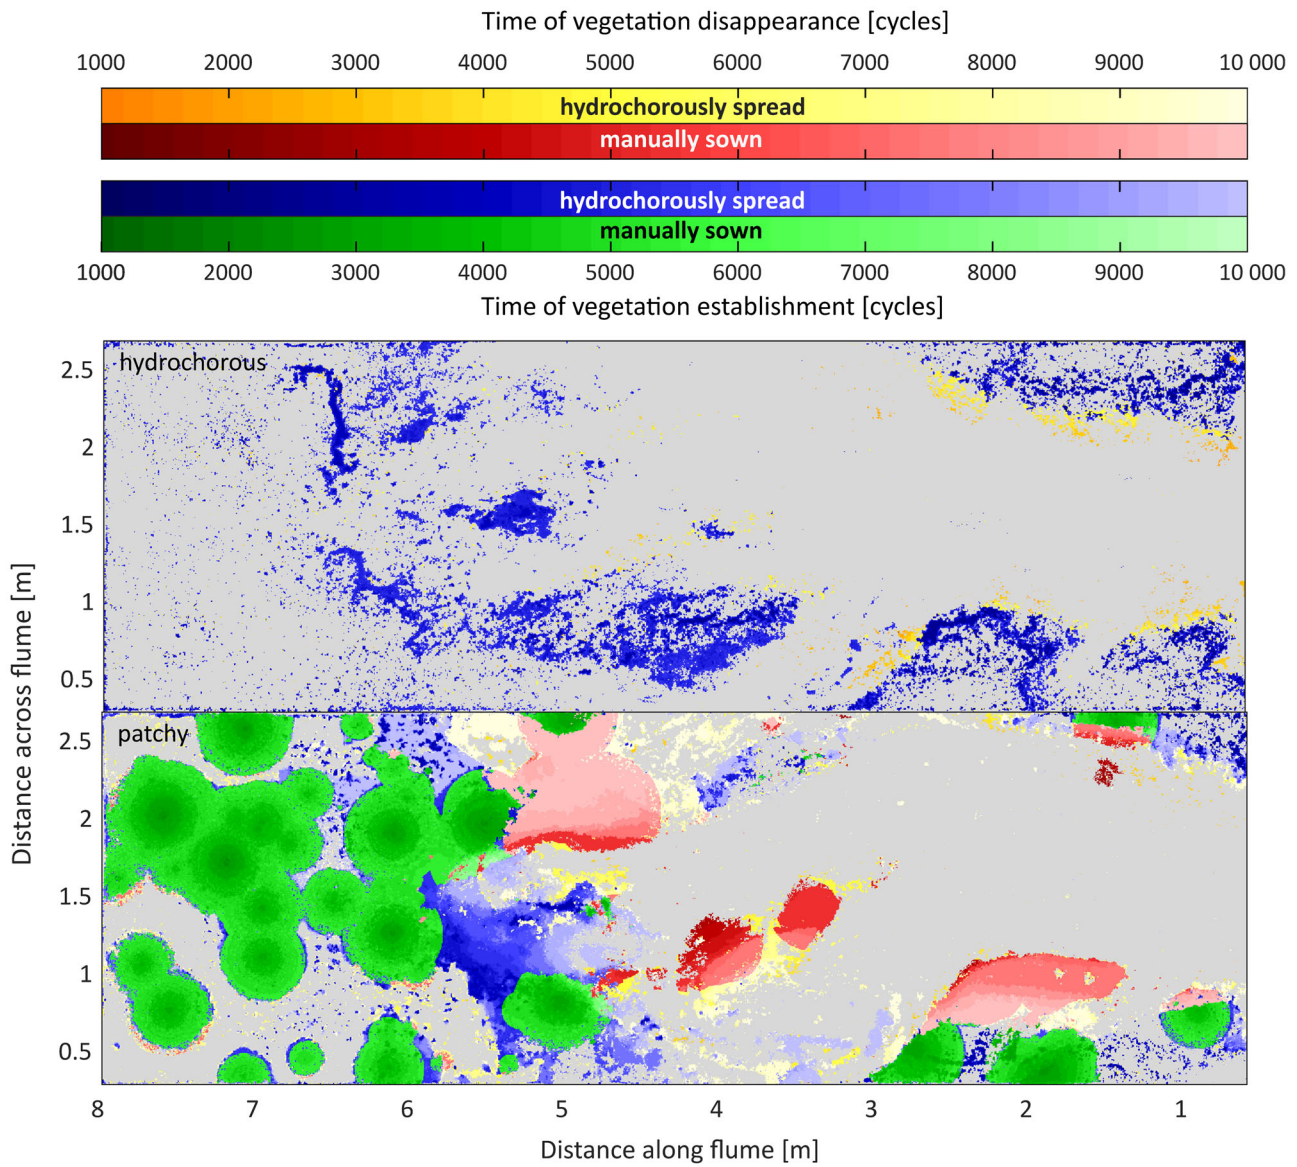 Time of vegetation disappearance [cycles]
1000 2000 3000 4000 5000 6000 7000 8000 9000 10 000
hydrochorously spread
manually sown
hydrochorously spread
manually sown
1000 2000 3000 4000 5000 6000 7000 8000 9000 10 000
Time of vegetation establishment [cycles]
hydrochorous
2.5
2
1.5
1
0.5
Distance across flume [m]
patchy
2.5
2
1.5
1
0.5
8 7 6 5 4 3 2 1
Distance along flume [m]